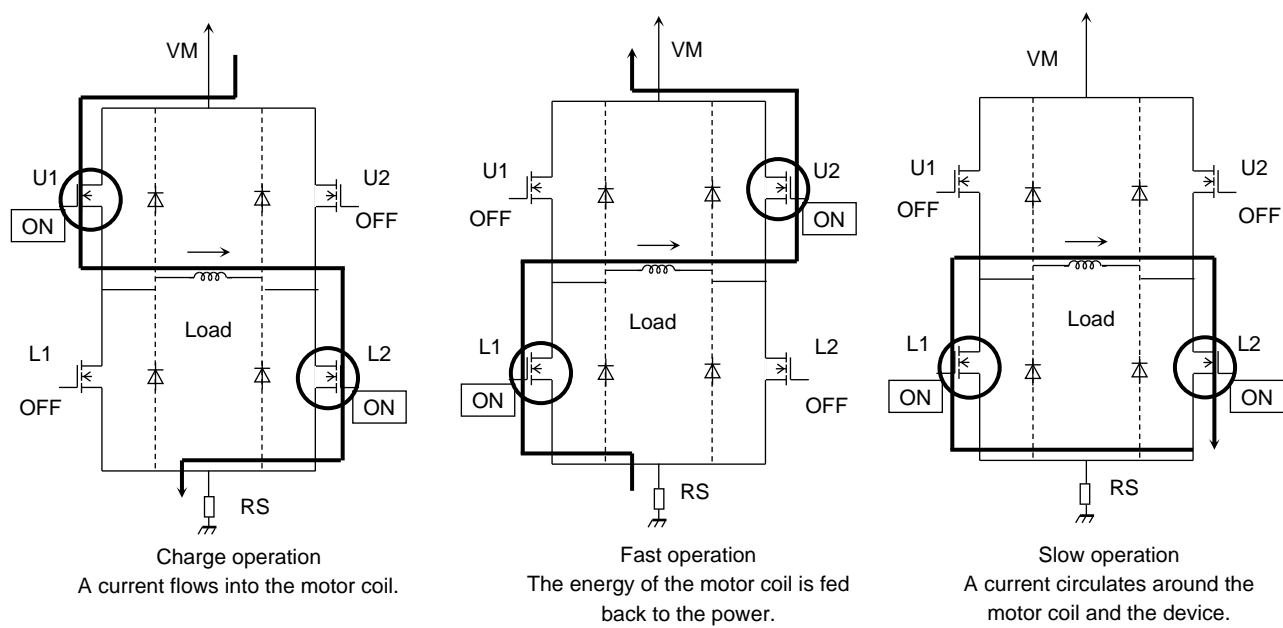 VM
U1
U2
ON
OFF
Load
L1
L2
OFF
ON
RS
Charge operation
A current flows into the motor coil.
VM
U1
U2
OFF
ON
Load
L1
L2
ON
OFF
RS
Fast operation
The energy of the motor coil is fed
back to the power.
VM
U1
U2
OFF
OFF
Load
L1
L2
ON
ON
RS
Slow operation
A current circulates around the
motor coil and the device.